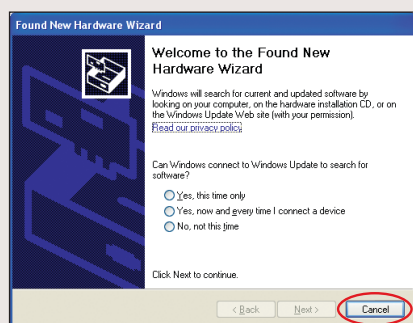 Found New Hardware Wizard
Welcome to the Found New
Hardware Wizard
Windows will search for current and updated software by
looking on your computer, on the hardware installation CD, or on
the Windows Update Web site (with your permission).
Read our privacy policy
Can Windows connect to Windows Update to search for
software?
Yes, this time only
Yes, now and every time I connect a device
No, not this time
Click Next to continue.
< Back Next > Cancel